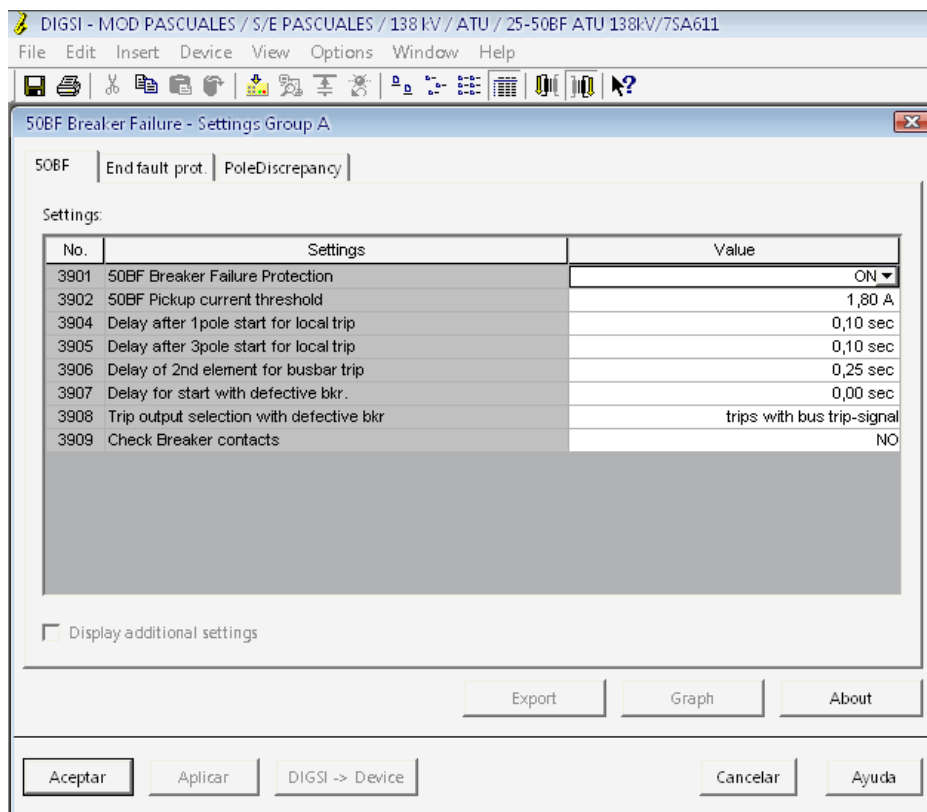 DIGSI - MOD PASCUALES / S/E PASCUALES / 138 kV / ATU / 25-50BF ATU 138kV/7SA611
File Edit Insert Device View Options Window Help
50BF Breaker Failure - Settings Group A
50BF End fault prot. PoleDiscrepancy
Settings:
No. Settings Value
3901 50BF Breaker Failure Protection ON
3902 50BF Pickup current threshold 1,80 A
3904 Delay after 1pole start for local trip 0,10 sec
3905 Delay after 3pole start for local trip 0,10 sec
3906 Delay of 2nd element for busbar trip 0,25 sec
3907 Delay for start with defective bkr. 0,00 sec
3908 Trip output selection with defective bkr trips with bus trip-signal
3909 Check Breaker contacts NO
Display additional settings
Export Graph About
Aceptar Aplicar DIGSI -> Device Cancelar Ayuda